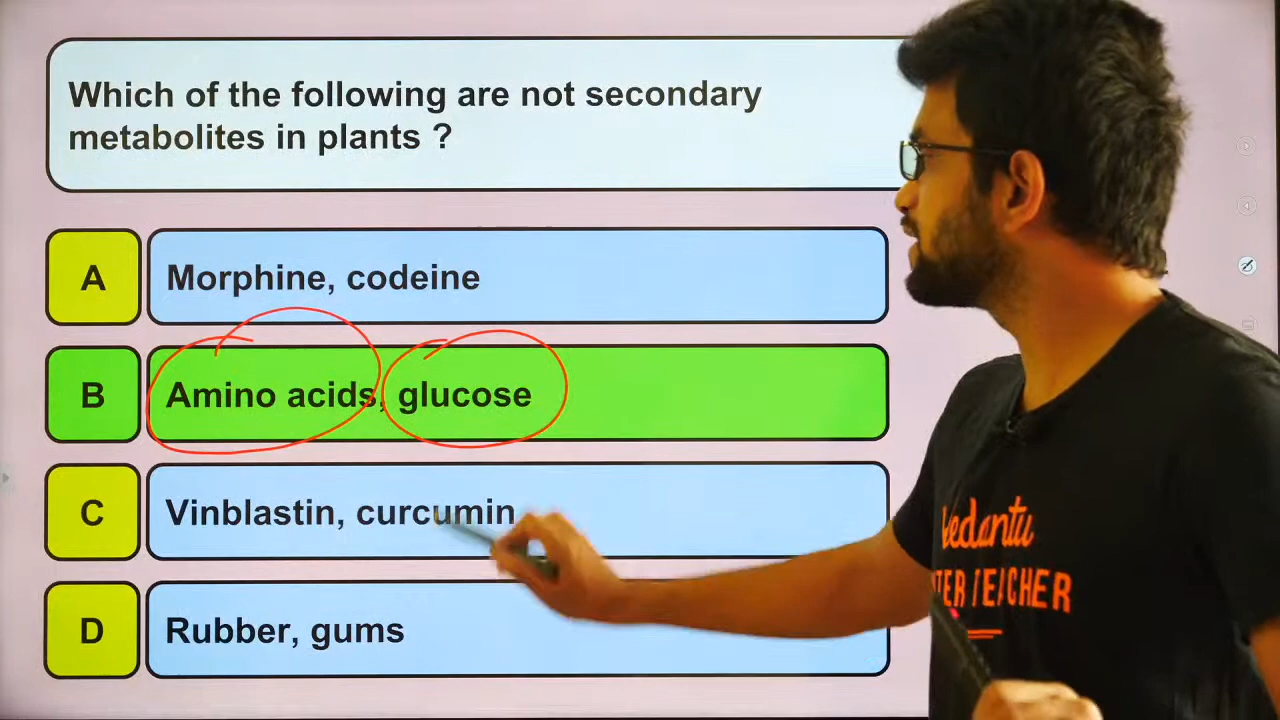 Which of the following are not secondary
metabolites in plants ?
A
Morphine, codeine
B
Amino acids, glucose
C
Vinblastin, curcumin
D
Rubber, gums
Vedantu
TEACHER